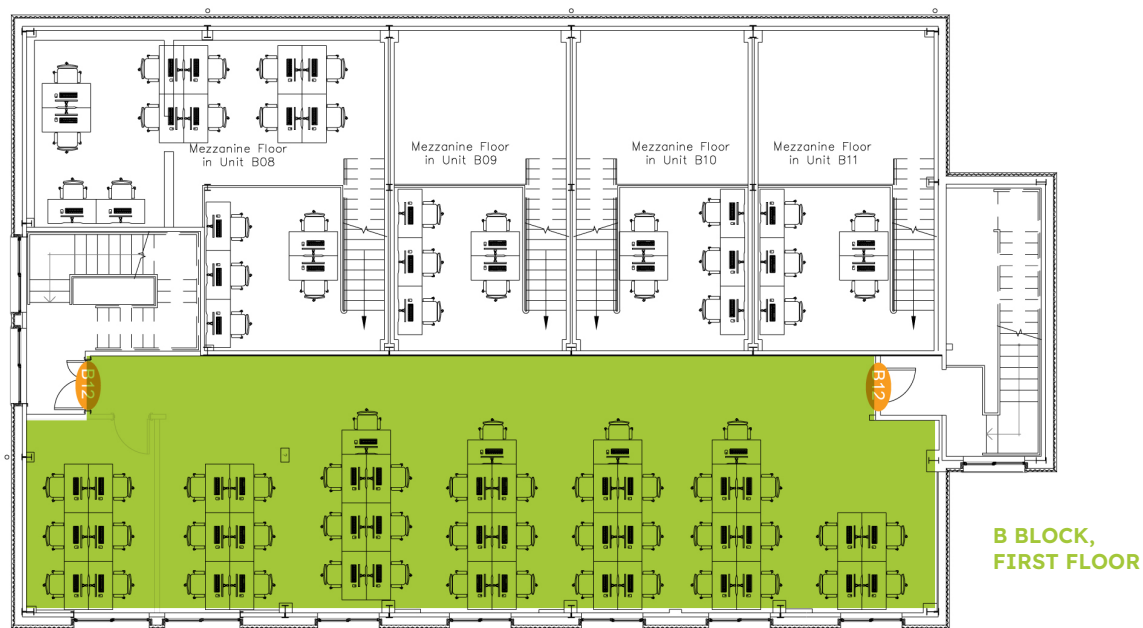 Mezzanine Floor
in Unit B08
Mezzanine Floor
in Unit B09
Mezzanine Floor
in Unit B10
Mezzanine Floor
in Unit B11
B12
B12
B BLOCK,
FIRST FLOOR